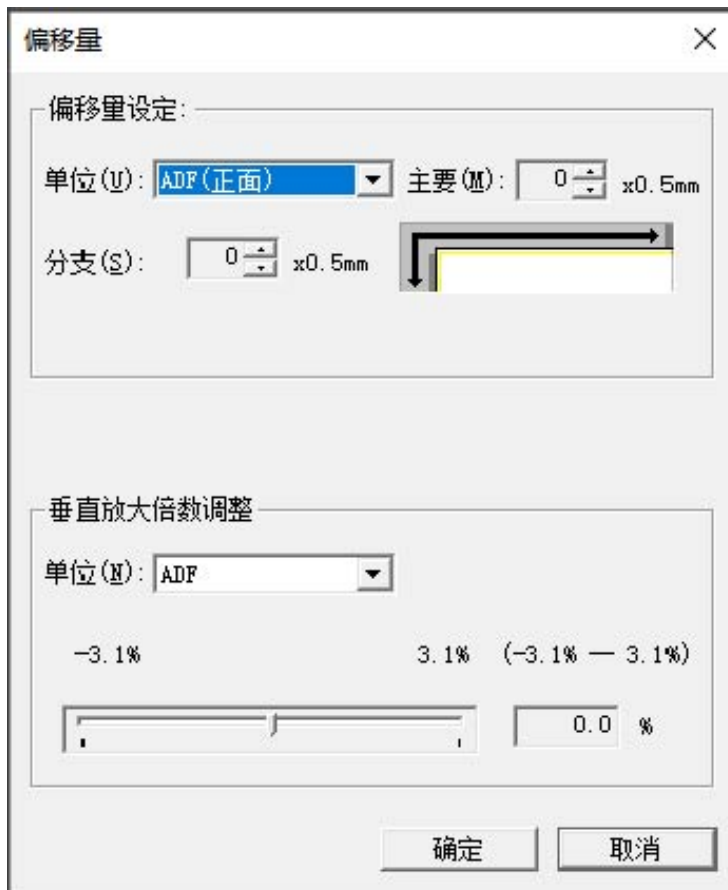 偏移量
偏移量设定:
单位(U): ADF(正面) 主要(M): 0 x0.5mm
分支(S): 0 x0.5mm
垂直放大倍数调整
单位(N): ADF
-3.1% 3.1% (-3.1% — 3.1%)
0.0 %
确定 取消